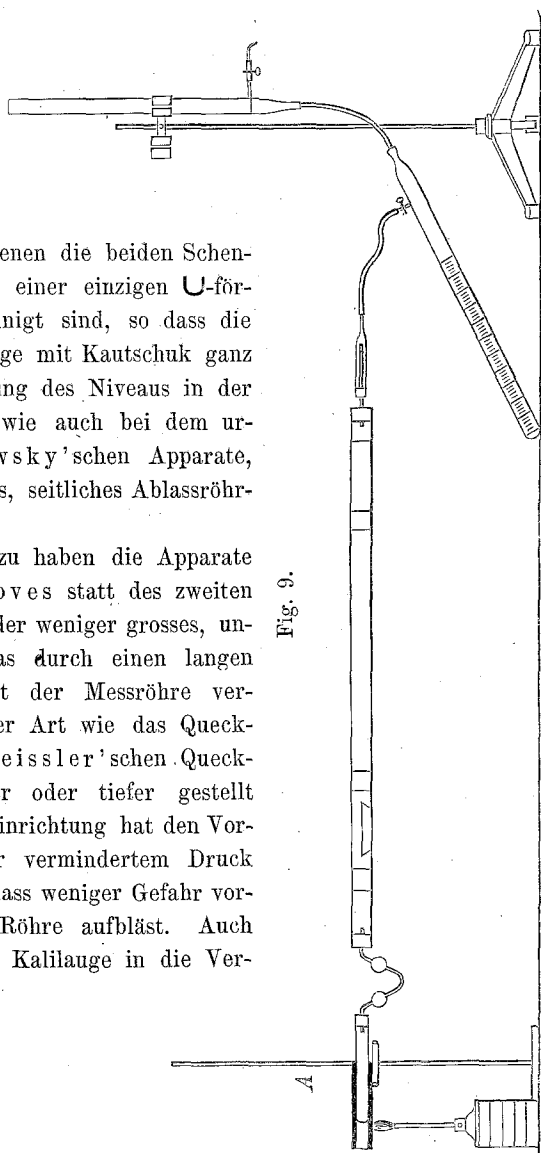 enen die beiden Schen-
einer einzigen U-för-
nigt sind, so dass die
ge mit Kautschuk ganz
ng des Niveaus in der
wie auch bei dem ur-
vsky'schen Apparate,
s, seitliches Ablassröhr-
zu haben die Apparate
oves statt des zweiten
der weniger grosses, un-
as durch einen langen
t der Messröhre ver-
er Art wie das Queck-
eissler'schen Queck-
r oder tiefer gestellt
inrichtung hat den Vor-
r vermindertem Druck
lass weniger Gefahr vor-
Röhre aufbläst. Auch
Kalilauge in die Ver-
Fig. 9.
A